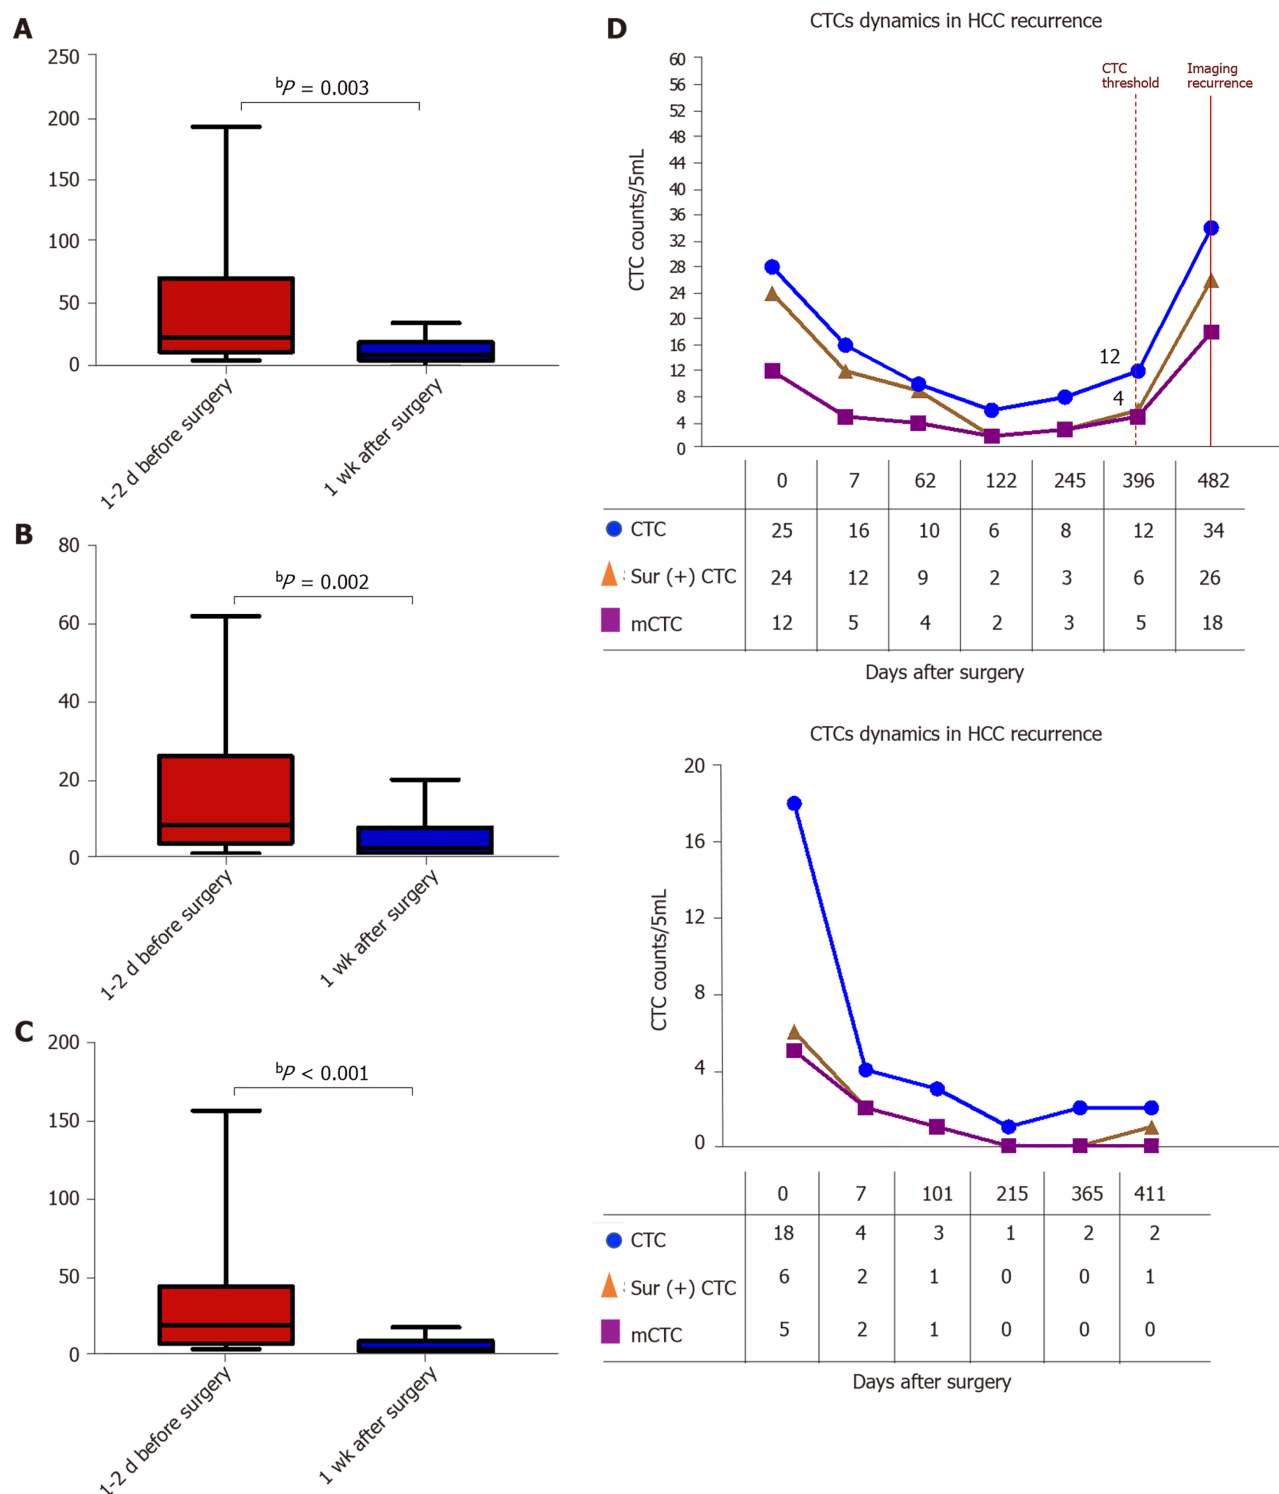 A
250
200
150
100
50
0
bP = 0.003
1-2 d before surgery
1 wk after surgery
B
80
60
40
20
0
bP = 0.002
1-2 d before surgery
1 wk after surgery
C
200
150
100
50
0
bP < 0.001
1-2 d before surgery
1 wk after surgery
D
CTCs dynamics in HCC recurrence
CTC counts/5mL
60
56
52
48
44
40
36
32
28
24
20
16
12
8
4
0
CTC
threshold
Imaging
recurrence
12
4
0 7 62 122 245 396 482
CTC 25 16 10 6 8 12 34
Sur (+) CTC 24 12 9 2 3 6 26
mCTC 12 5 4 2 3 5 18
Days after surgery
CTCs dynamics in HCC recurrence
CTC counts/5mL
20
16
12
8
4
0
0 7 101 215 365 411
CTC 18 4 3 1 2 2
Sur (+) CTC 6 2 1 0 0 1
mCTC 5 2 1 0 0 0
Days after surgery